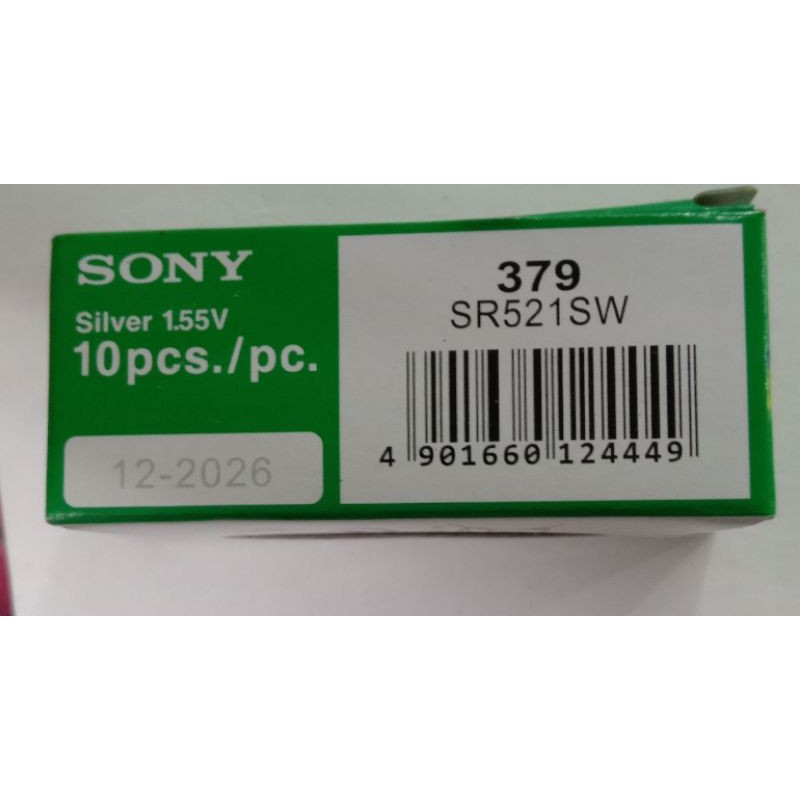 SONY
Silver 1.55V
10pcs./pc.
12-2026
379
SR521SW
4 901660 124449